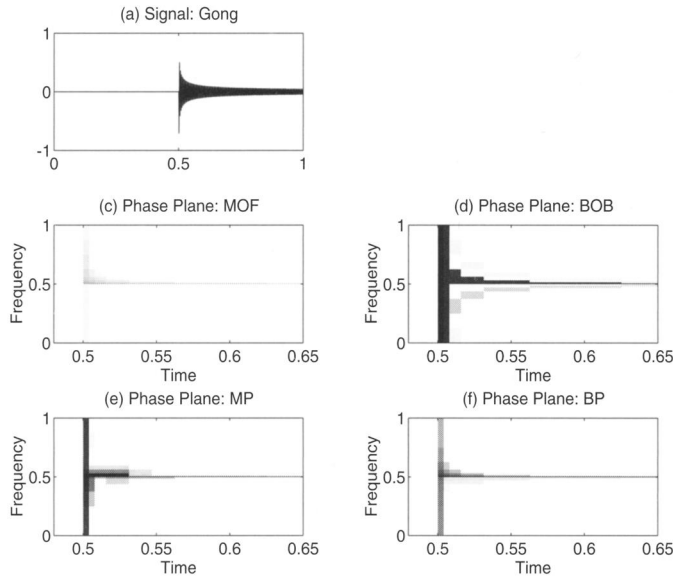 (a) Signal: Gong
1
0
-1
0
0.5
1
(c) Phase Plane: MOF
1
0.5
0
Frequency
0.5
0.55
0.6
0.65
Time
(d) Phase Plane: BOB
1
0.5
0
Frequency
0.5
0.55
0.6
0.65
Time
(e) Phase Plane: MP
1
0.5
0
Frequency
0.5
0.55
0.6
0.65
Time
(f) Phase Plane: BP
1
0.5
0
Frequency
0.5
0.55
0.6
0.65
Time